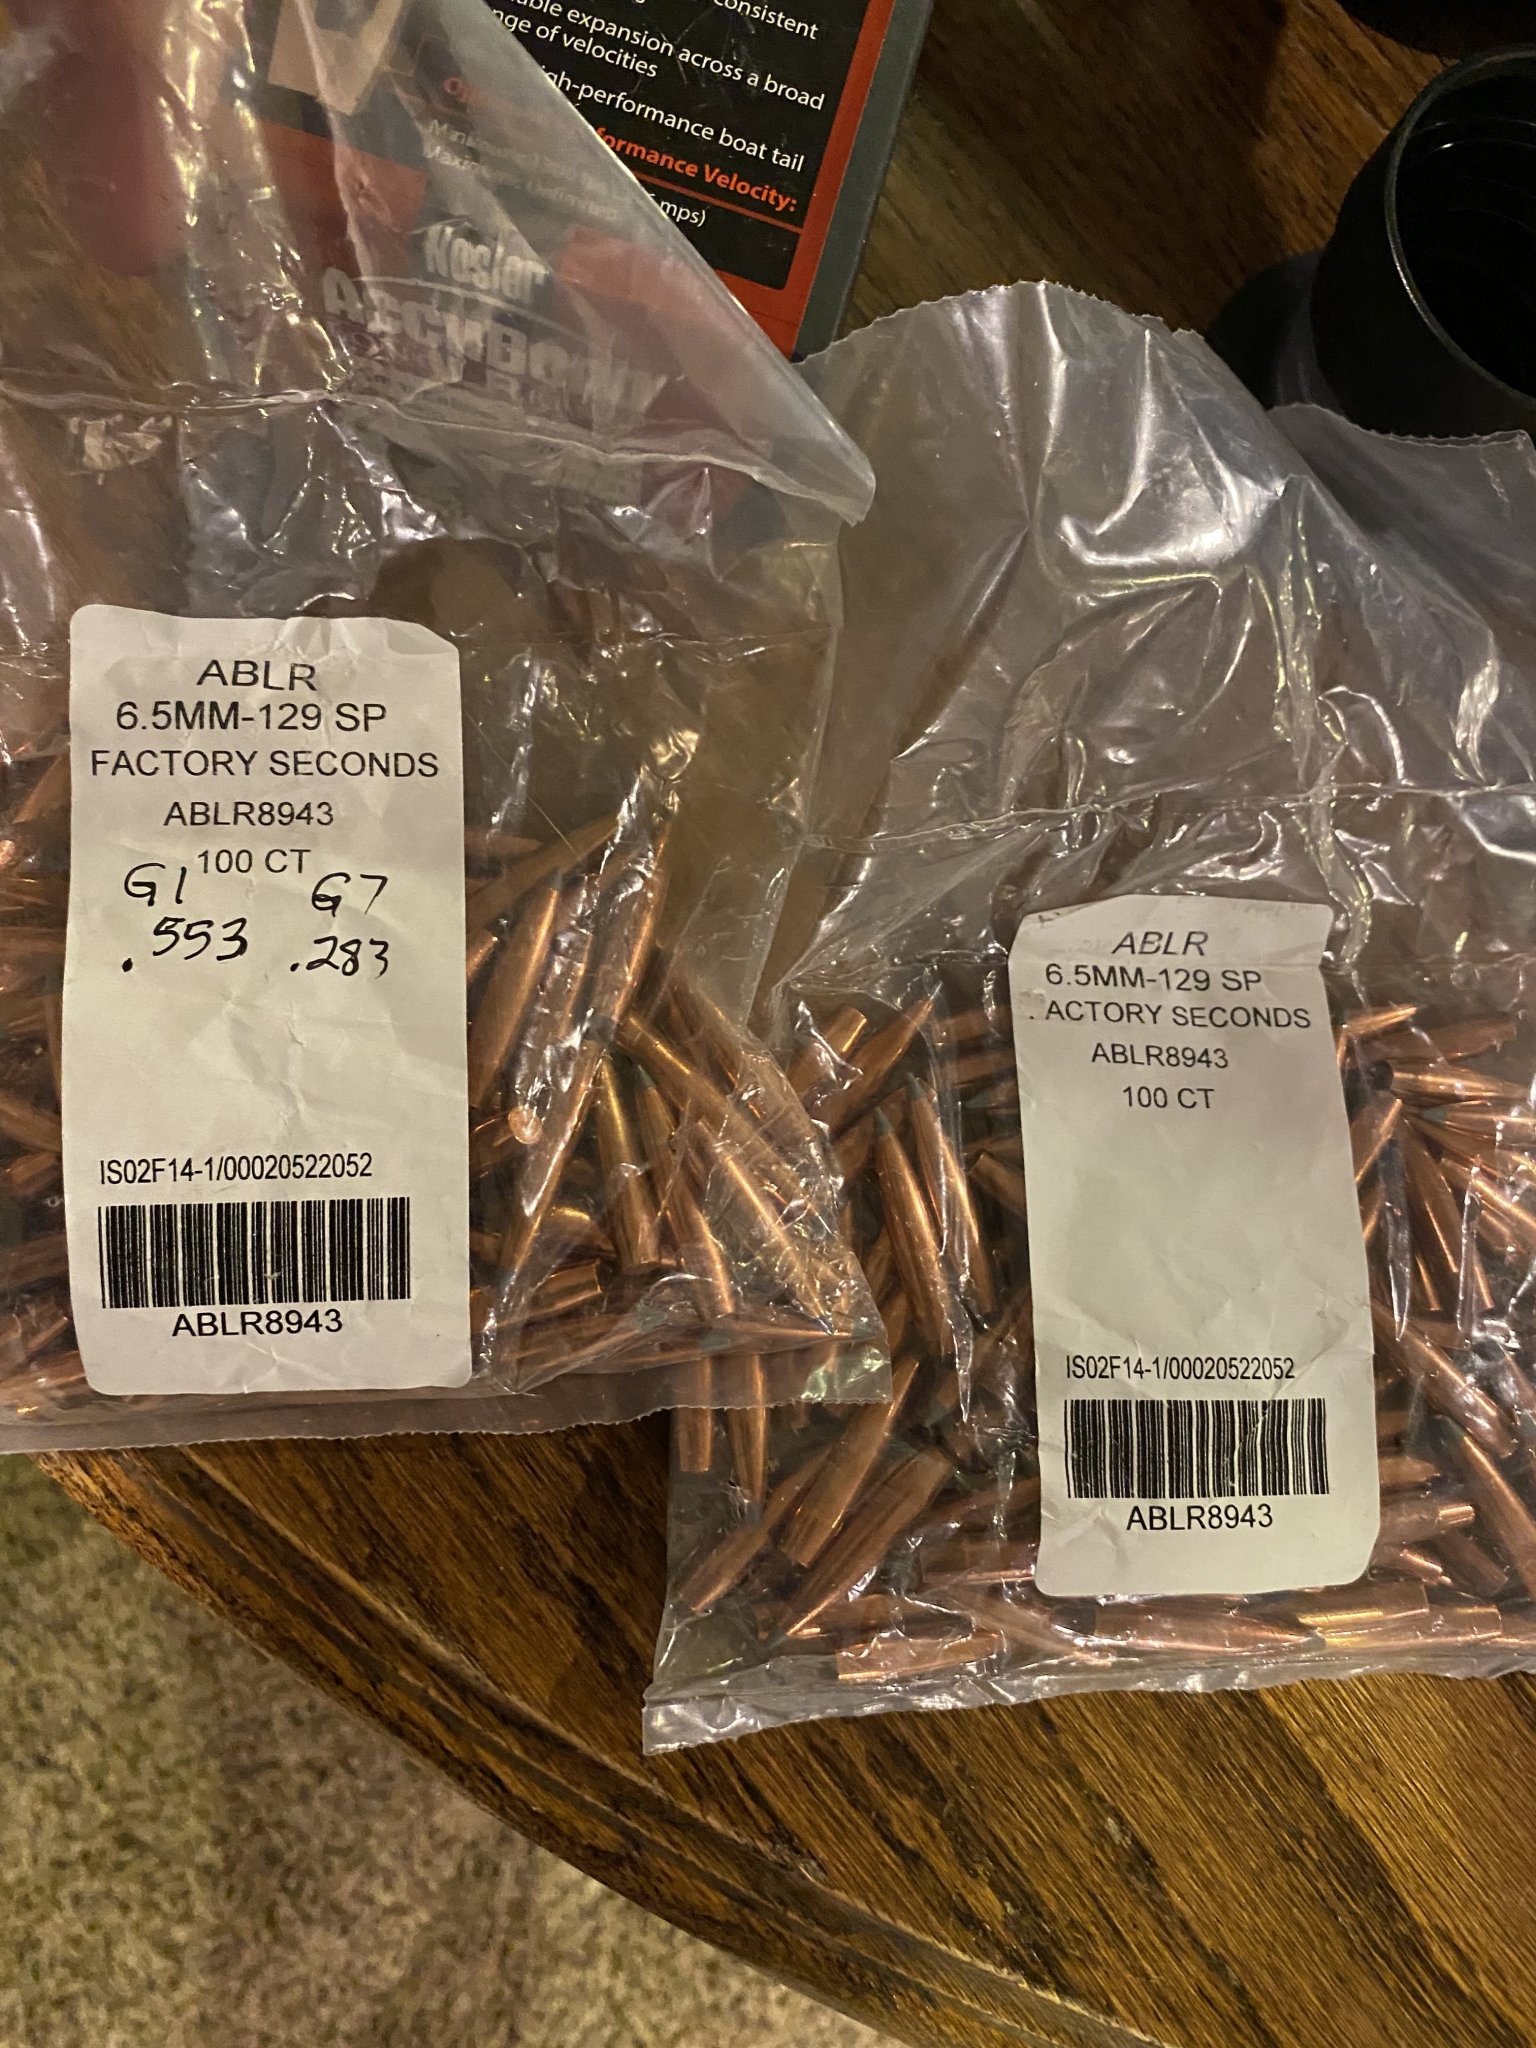 consistent
expansion across a broad
nge of velocities
gh-performance boat tail
formance Velocity:
mps)
Nosler
ACCUBOND
ABLR
6.5MM-129 SP
FACTORY SECONDS
ABLR8943
100 CT
G1 G7
.553 .283
IS02F14-1/00020522052
ABLR8943
ABLR
6.5MM-129 SP
ACTORY SECONDS
ABLR8943
100 CT
IS02F14-1/00020522052
ABLR8943